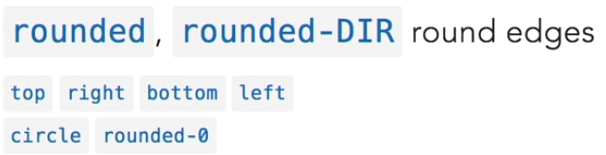 rounded, rounded-DIR round edges
top right bottom left
circle rounded-0